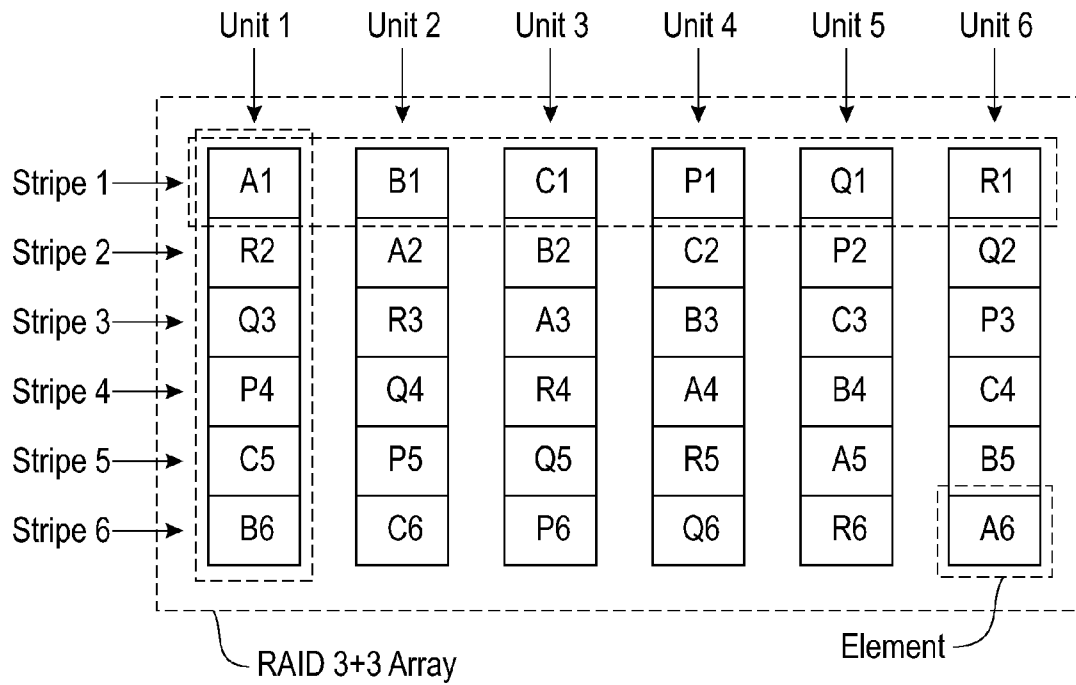 Unit 1 Unit 2 Unit 3 Unit 4 Unit 5 Unit 6
Stripe 1 A1 B1 C1 P1 Q1 R1
Stripe 2 R2 A2 B2 C2 P2 Q2
Stripe 3 Q3 R3 A3 B3 C3 P3
Stripe 4 P4 Q4 R4 A4 B4 C4
Stripe 5 C5 P5 Q5 R5 A5 B5
Stripe 6 B6 C6 P6 Q6 R6 A6
Element
RAID 3+3 Array